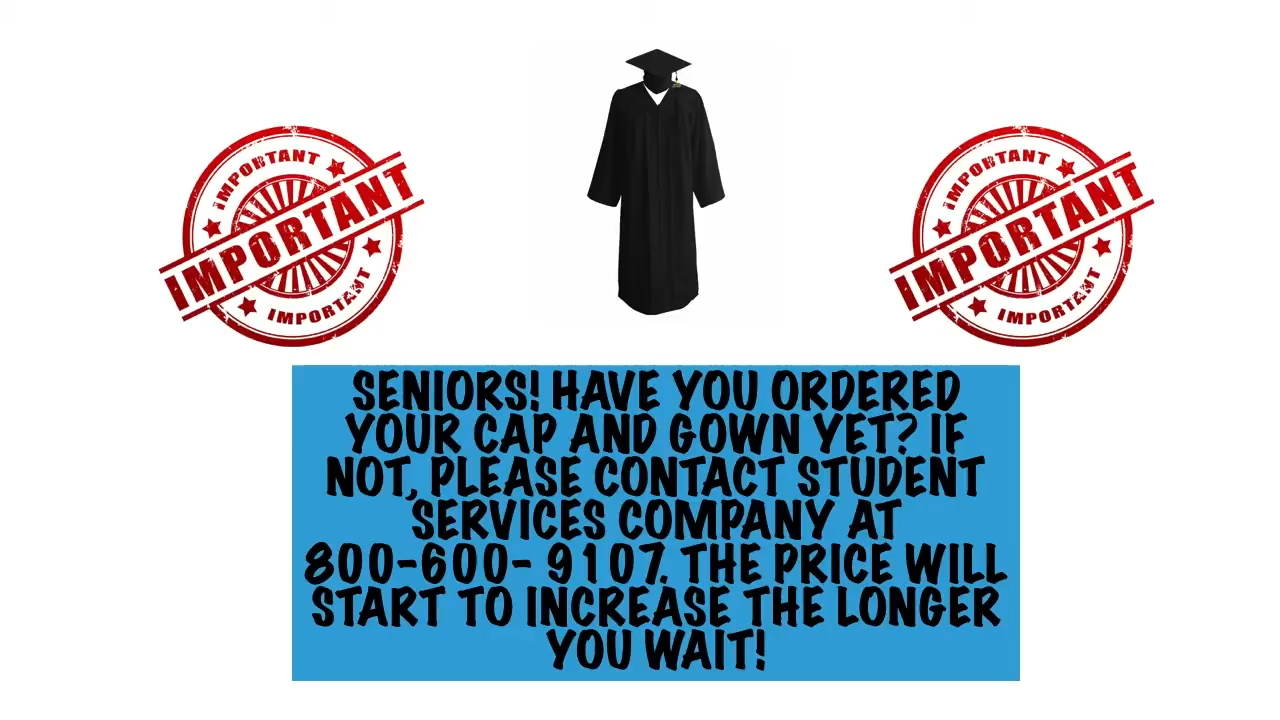 IMPORTANT
IMPORTANT
IMPORTANT
IMPORTANT
IMPORTANT
IMPORTANT
SENIORS! HAVE YOU ORDERED
YOUR CAP AND GOWN YET? IF
NOT, PLEASE CONTACT STUDENT
SERVICES COMPANY AT
800-600- 9107. THE PRICE WILL
START TO INCREASE THE LONGER
YOU WAIT!